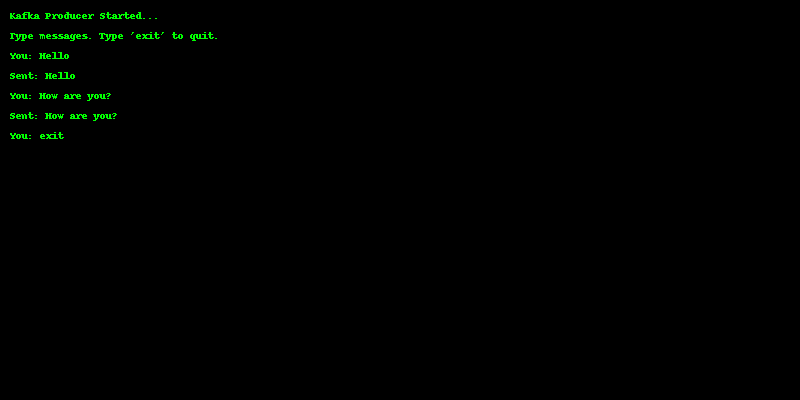 Kafka Producer Started...
Type messages. Type 'exit' to quit.
You: Hello
Sent: Hello
You: How are you?
Sent: How are you?
You: exit